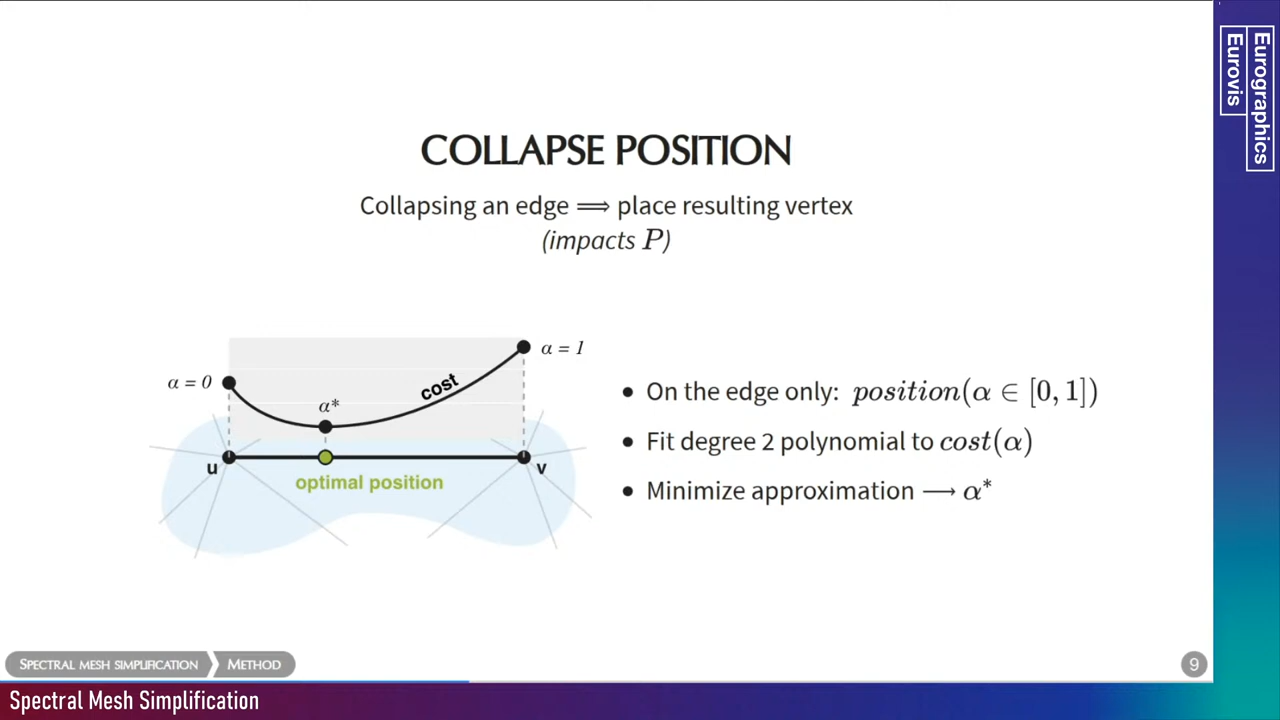 COLLAPSE POSITION
Collapsing an edge ⟹ place resulting vertex
(impacts P)
α = 0
α*
cost
α = 1
u
v
optimal position
• On the edge only: position(α ∈ [0, 1])
• Fit degree 2 polynomial to cost(α)
• Minimize approximation ⟶ α*
SPECTRAL MESH SIMPLIFICATION
METHOD
9
Spectral Mesh Simplification
Eurographics
Eurovis